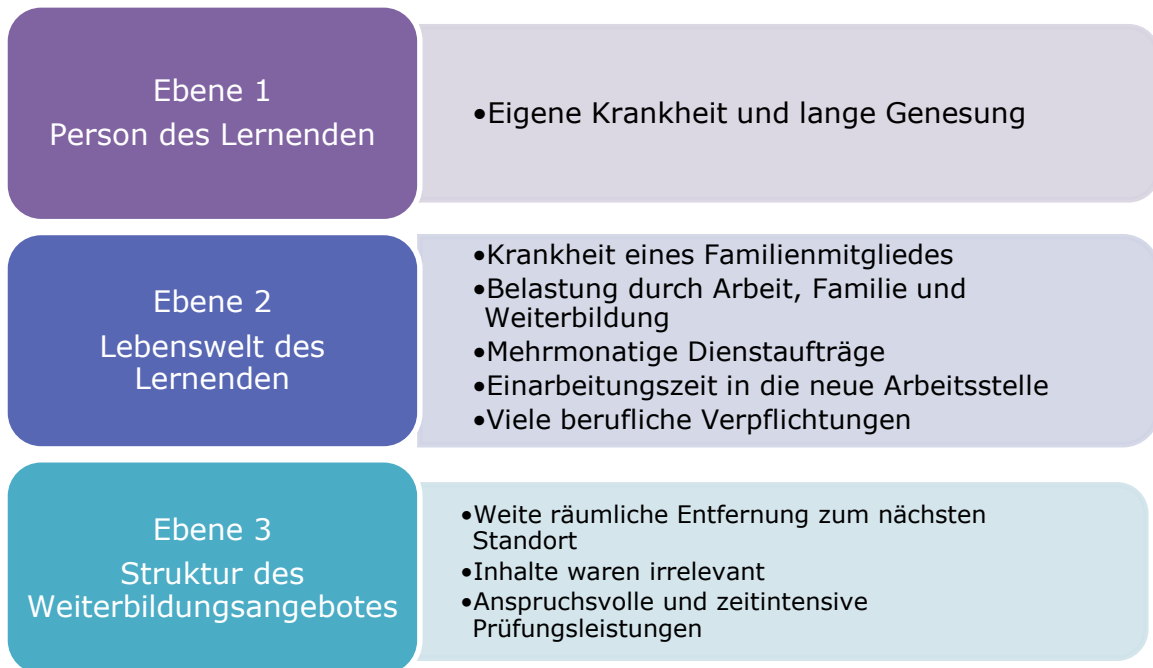 Ebene 1
Person des Lernenden
•Eigene Krankheit und lange Genesung
Ebene 2
Lebenswelt des
Lernenden
•Krankheit eines Familienmitgliedes
•Belastung durch Arbeit, Familie und
Weiterbildung
•Mehrmonatige Dienstaufträge
•Einarbeitungszeit in die neue Arbeitsstelle
•Viele berufliche Verpflichtungen
Ebene 3
Struktur des
Weiterbildungsangebotes
•Weite räumliche Entfernung zum nächsten
Standort
•Inhalte waren irrelevant
•Anspruchsvolle und zeitintensive
Prüfungsleistungen